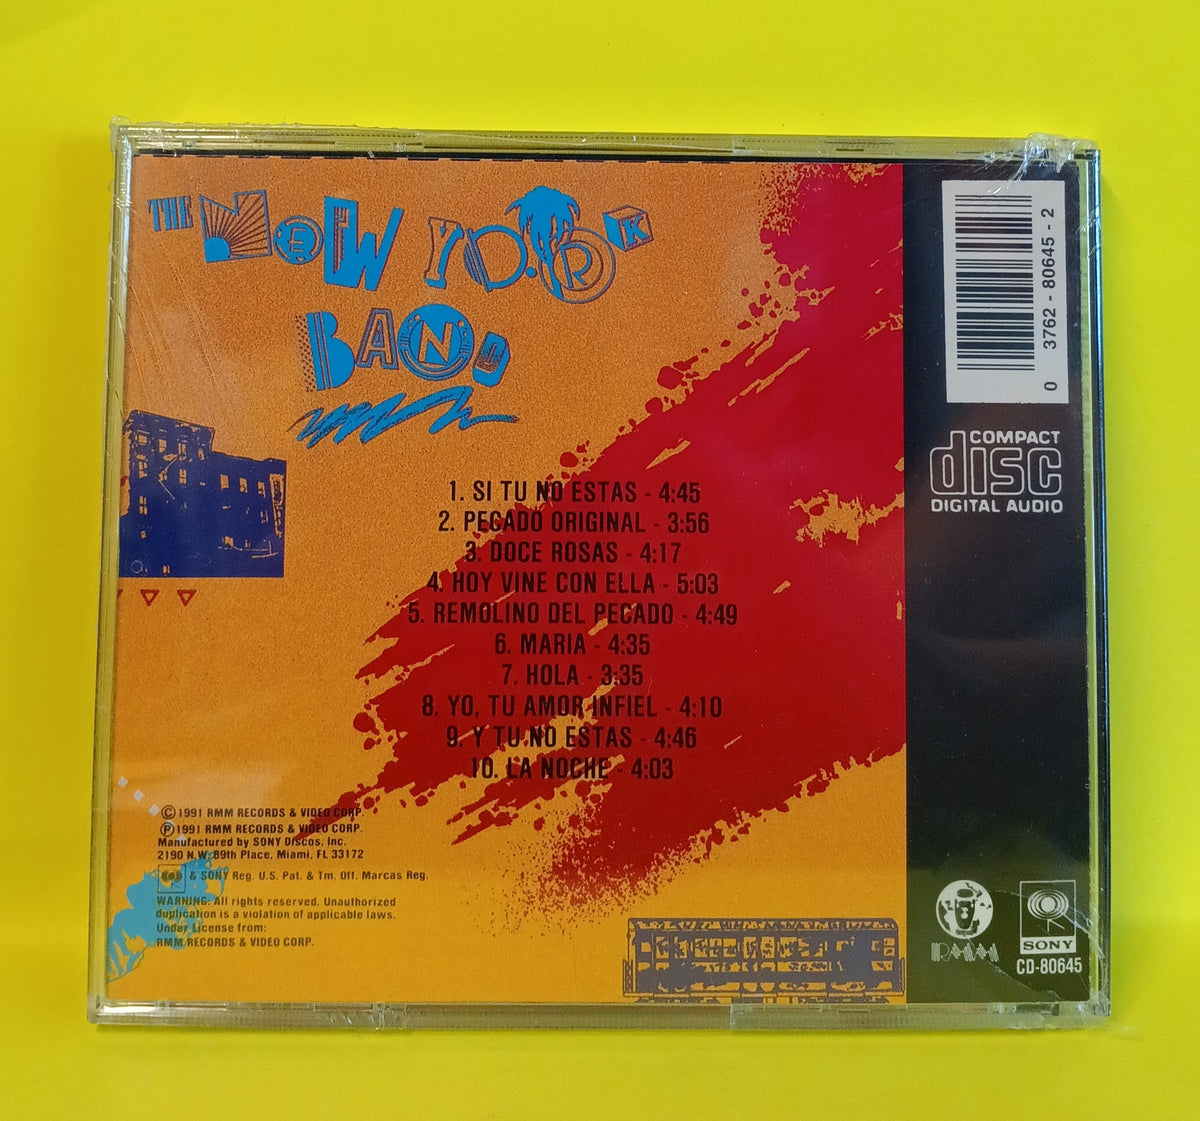 THE NEW YORK
BAND
1. SI TU NO ESTAS - 4:45
2. PECADO ORIGINAL - 3:56
3. DOCE ROSAS - 4:17
4. HOY VINE CON ELLA - 5:03
5. REMOLINO DEL PECADO - 4:49
6. MARIA - 4:35
7. HOLA - 3:35
8. YO, TU AMOR INFIEL - 4:10
9. Y TU NO ESTAS - 4:46
10. LA NOCHE - 4:03
© 1991 RMM RECORDS & VIDEO CORP.
℗ 1991 RMM RECORDS & VIDEO CORP.
Manufactured by SONY Discos, Inc.
2190 N.W. 89th Place, Miami, FL 33172
& SONY Reg. U.S. Pat. & Tm. Off. Marcas Reg.
WARNING: All rights reserved. Unauthorized
duplication is a violation of applicable laws.
Under License from:
RMM RECORDS & VIDEO CORP.
0 3762 - 80645 - 2
COMPACT
disc
DIGITAL AUDIO
RMM
SONY
CD-80645